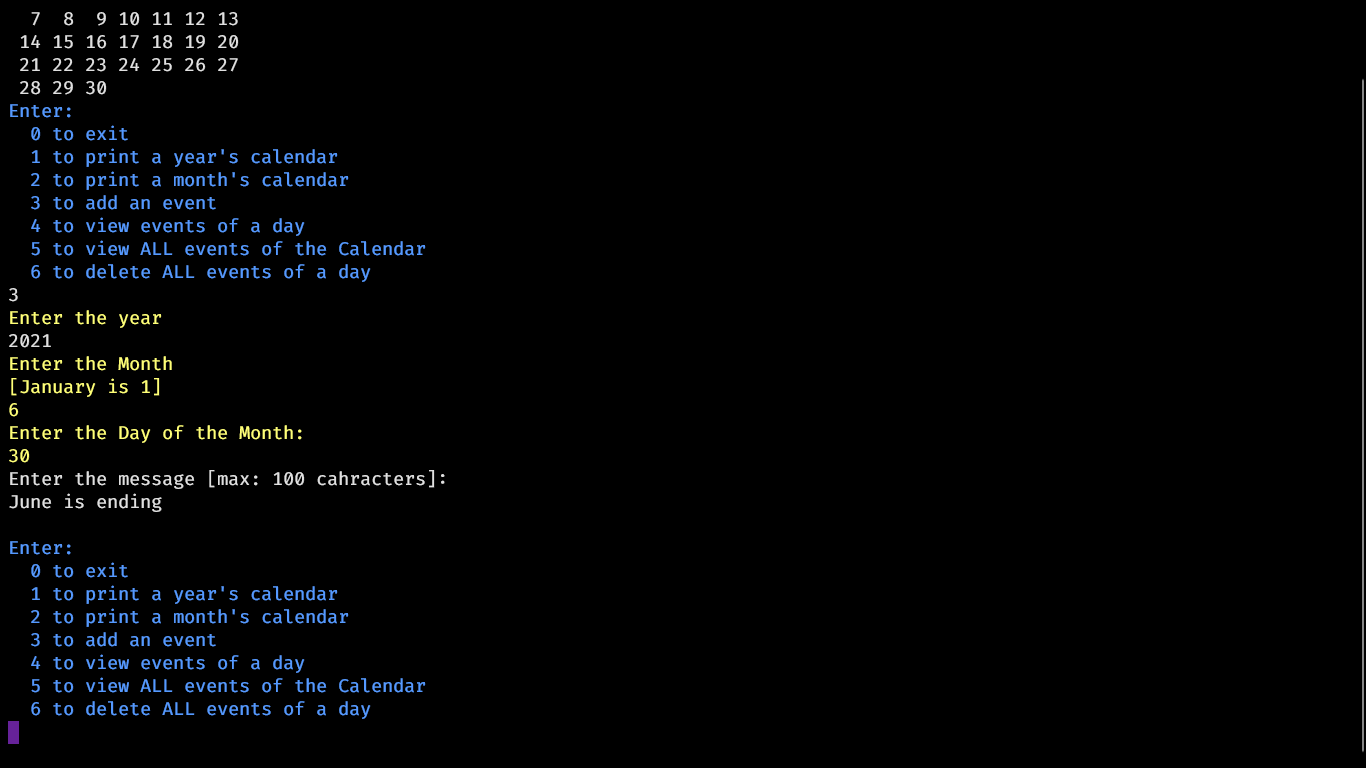 7 8 9 10 11 12 13
14 15 16 17 18 19 20
21 22 23 24 25 26 27
28 29 30
Enter:
0 to exit
1 to print a year's calendar
2 to print a month's calendar
3 to add an event
4 to view events of a day
5 to view ALL events of the Calendar
6 to delete ALL events of a day
3
Enter the year
2021
Enter the Month
[January is 1]
6
Enter the Day of the Month:
30
Enter the message [max: 100 cahracters]:
June is ending
Enter:
0 to exit
1 to print a year's calendar
2 to print a month's calendar
3 to add an event
4 to view events of a day
5 to view ALL events of the Calendar
6 to delete ALL events of a day